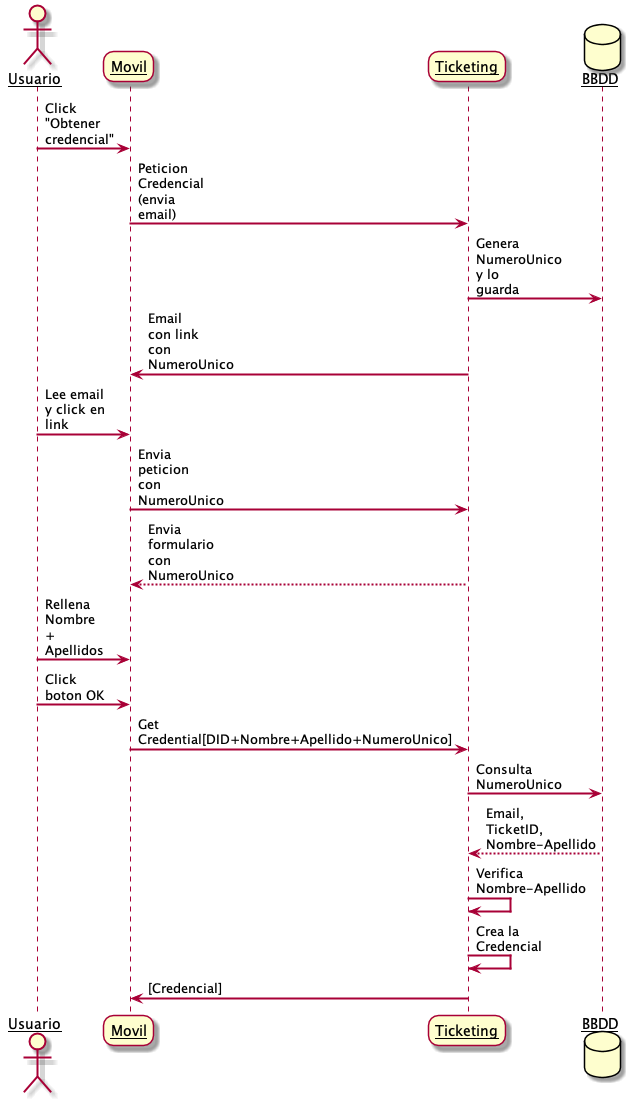 Usuario
Movil
Ticketing
BBDD
Click
"Obtener
credencial"
Peticion
Credencial
(envia
email)
Genera
NumeroUnico
y lo
guarda
Email
con link
con
NumeroUnico
Lee email
y click en
link
Envia
peticion
con
NumeroUnico
Envia
formulario
con
NumeroUnico
Rellena
Nombre
+
Apellidos
Click
boton OK
Get
Credential[DID+Nombre+Apellido+NumeroUnico]
Consulta
NumeroUnico
Email,
TicketID,
Nombre-Apellido
Verifica
Nombre-Apellido
Crea la
Credencial
[Credencial]
Usuario
Movil
Ticketing
BBDD